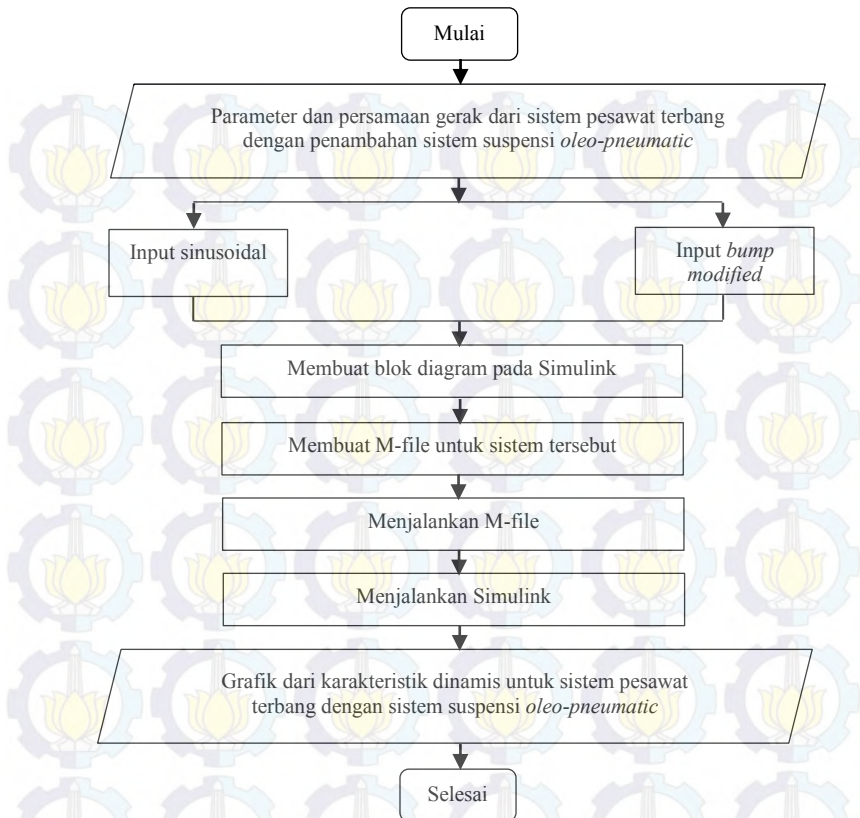 Mulai
Parameter dan persamaan gerak dari sistem pesawat terbang
dengan penambahan sistem suspensi oleo-pneumatic
Input sinusoidal
Input bump
modified
Membuat blok diagram pada Simulink
Membuat M-file untuk sistem tersebut
Menjalankan M-file
Menjalankan Simulink
Grafik dari karakteristik dinamis untuk sistem pesawat
terbang dengan sistem suspensi oleo-pneumatic
Selesai